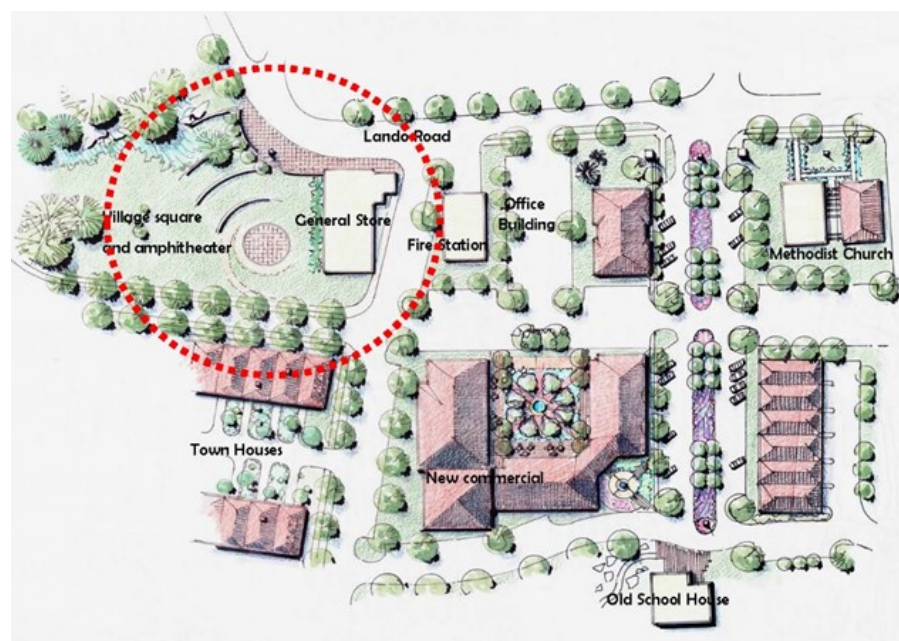 Lando Road
Village square
and amphitheater
General Store
Fire Station
Office
Building
Methodist Church
Town Houses
New commercial
Old School House